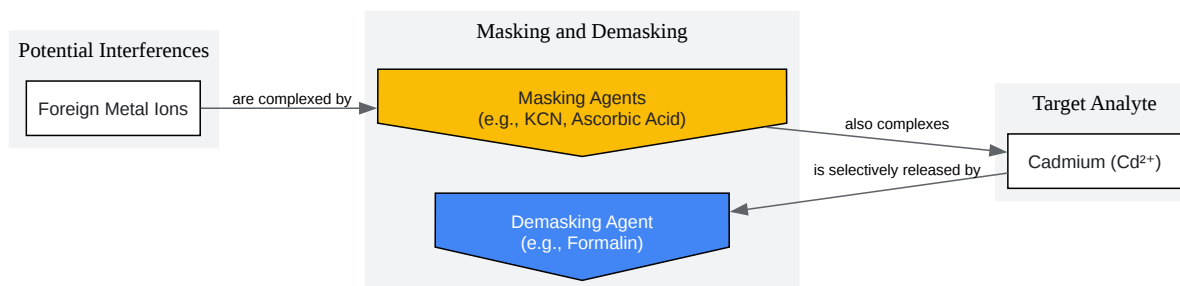 Potential Interferences
Foreign Metal Ions
are complexed by
Masking and Demasking
Masking Agents
(e.g., KCN, Ascorbic Acid)
Demasking Agent
(e.g., Formalin)
also complexes
is selectively released by
Target Analyte
Cadmium (Cd²⁺)